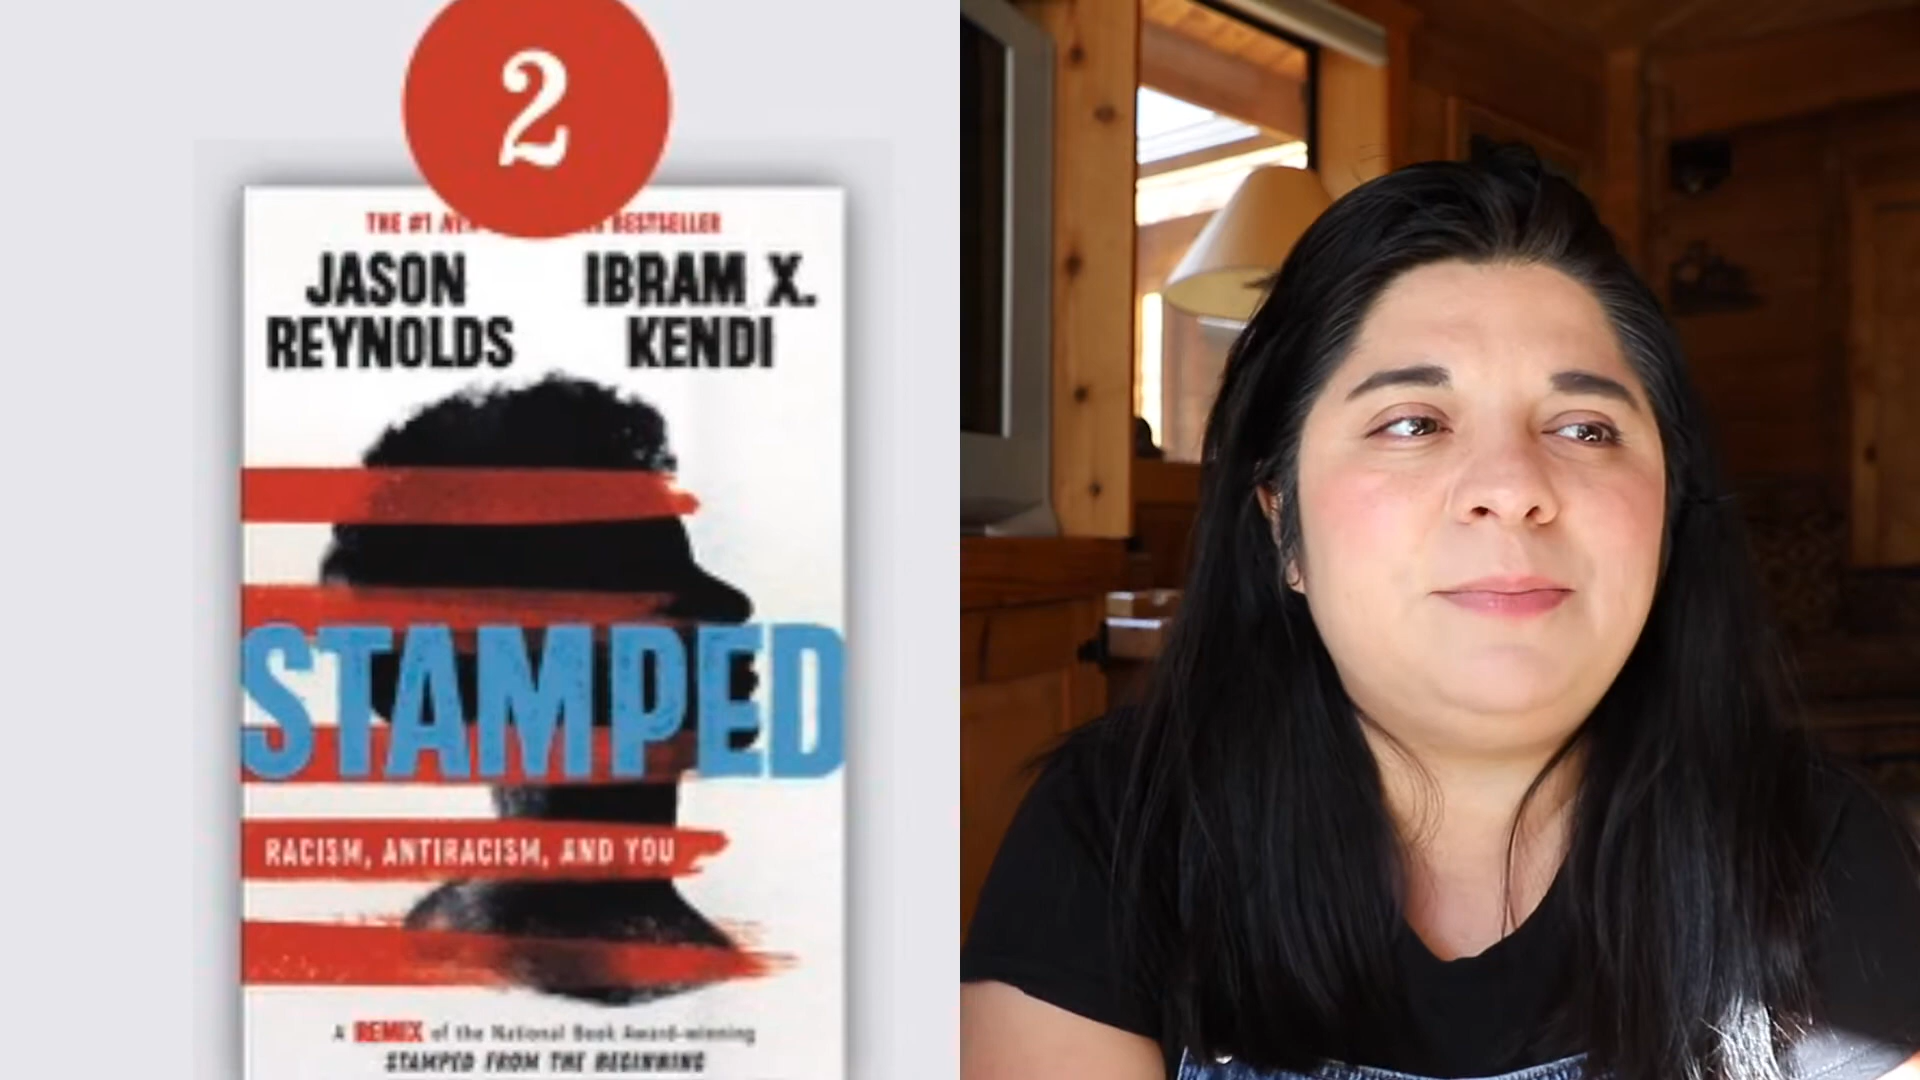 2
THE #1 NEW BESTSELLER
JASON REYNOLDS
IBRAM X. KENDI
STAMPED
RACISM, ANTIRACISM, AND YOU
A REMIX of the National Book Award-winning
STAMPED FROM THE BEGINNING